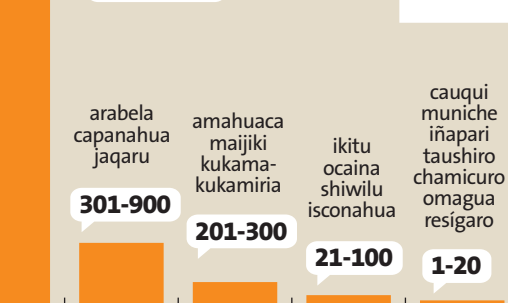 arabela
capanahua
jaqaru
301-900
amahuaca
maijiki
kukama-
kukamiria
201-300
ikitu
ocaina
shiwilu
isconahua
21-100
cauqui
muniche
iñapari
taushiro
chamicuro
omagua
resígaro
1-20